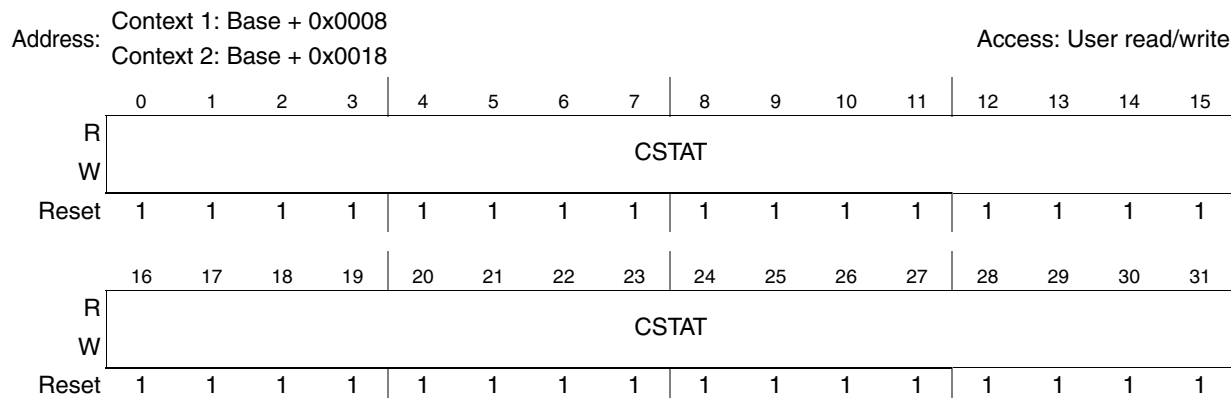 Address: Context 1: Base + 0x0008
Context 2: Base + 0x0018
Access: User read/write
0 1 2 3 4 5 6 7 8 9 10 11 12 13 14 15
R
CSTAT
W
Reset 1 1 1 1 1 1 1 1 1 1 1 1 1 1 1 1
16 17 18 19 20 21 22 23 24 25 26 27 28 29 30 31
R
CSTAT
W
Reset 1 1 1 1 1 1 1 1 1 1 1 1 1 1 1 1